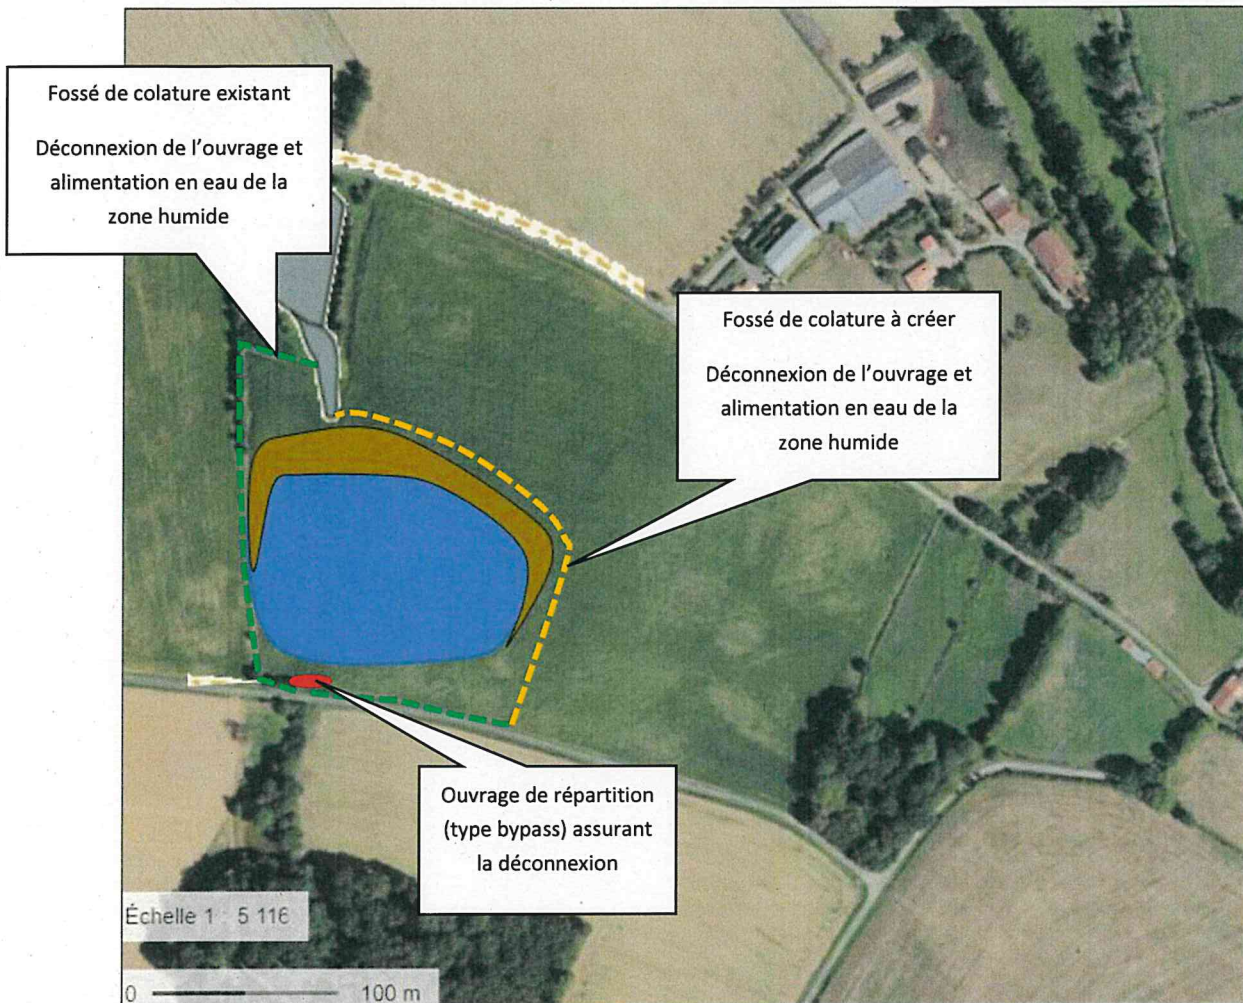 Fossé de colature existant
Déconnexion de l'ouvrage et
alimentation en eau de la
zone humide
Fossé de colature à créer
Déconnexion de l'ouvrage et
alimentation en eau de la
zone humide
Ouvrage de répartition
(type bypass) assurant
la déconnexion
Échelle 1 : 5 116
0 100 m